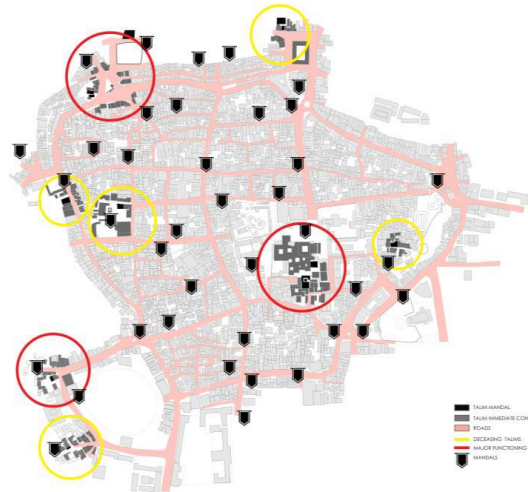 TALIM MANDAL
TALIM IMMEDIATE CON
ROADS
DECEASING TALIMS
MAJOR FUNCTIONING
MANDALS